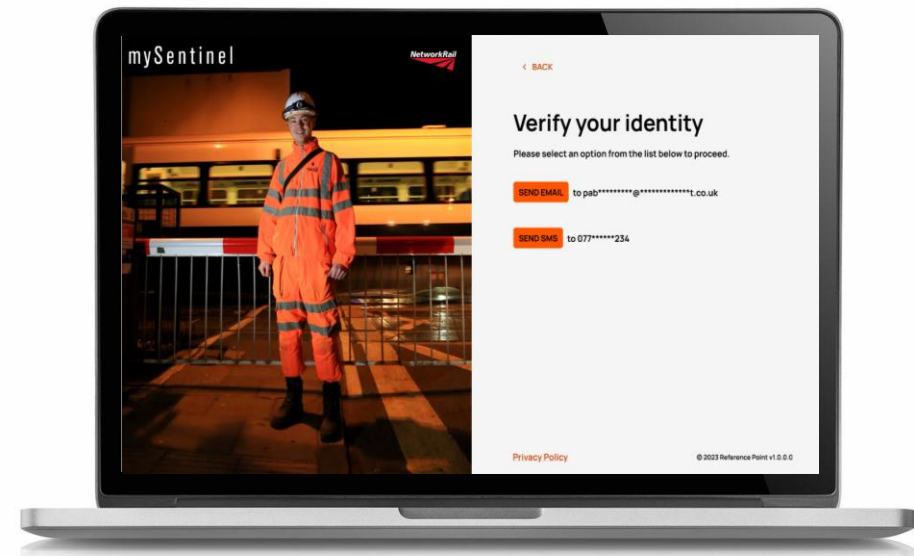 mySentinel
NetworkRail
< BACK
Verify your identity
Please select an option from the list below to proceed.
SEND EMAIL to pab*********@*************t.co.uk
SEND SMS to 077******234
Privacy Policy
© 2023 Reference Point v1.0.0.0